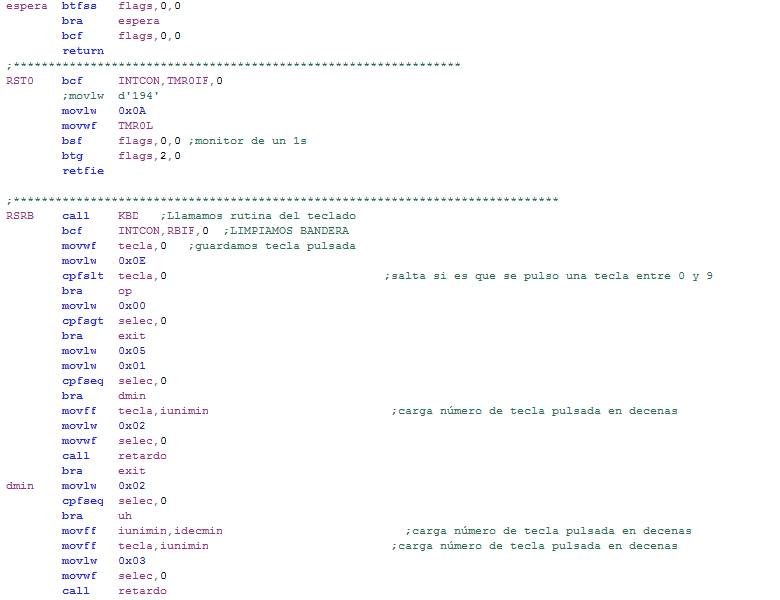 espera btfss flags,0,0
bra espera
bcf flags,0,0
return
;****************************************************************
RST0 bcf INTCON,TMR0IF,0
;movlw d'194'
movlw 0x0A
movwf TMR0L
bsf flags,0,0 ;monitor de un 1s
btg flags,2,0
retfie
;******************************************************************************
RSRB call KBD ;Llamamos rutina del teclado
bcf INTCON,RBIF,0 ;LIMPIAMOS BANDERA
movwf tecla,0 ;guardamos tecla pulsada
movlw 0x0E
cpfslt tecla,0 ;salta si es que se pulso una tecla entre 0 y 9
bra op
movlw 0x00
cpfsgt selec,0
bra exit
movlw 0x05
movlw 0x01
cpfseq selec,0
bra dmin
movff tecla,iunimin ;carga número de tecla pulsada en decenas
movlw 0x02
movwf selec,0
call retardo
bra exit
dmin movlw 0x02
cpfseq selec,0
bra uh
movff iunimin,idecmin ;carga número de tecla pulsada en decenas
movff tecla,iunimin ;carga número de tecla pulsada en decenas
movlw 0x03
movwf selec,0
call retardo